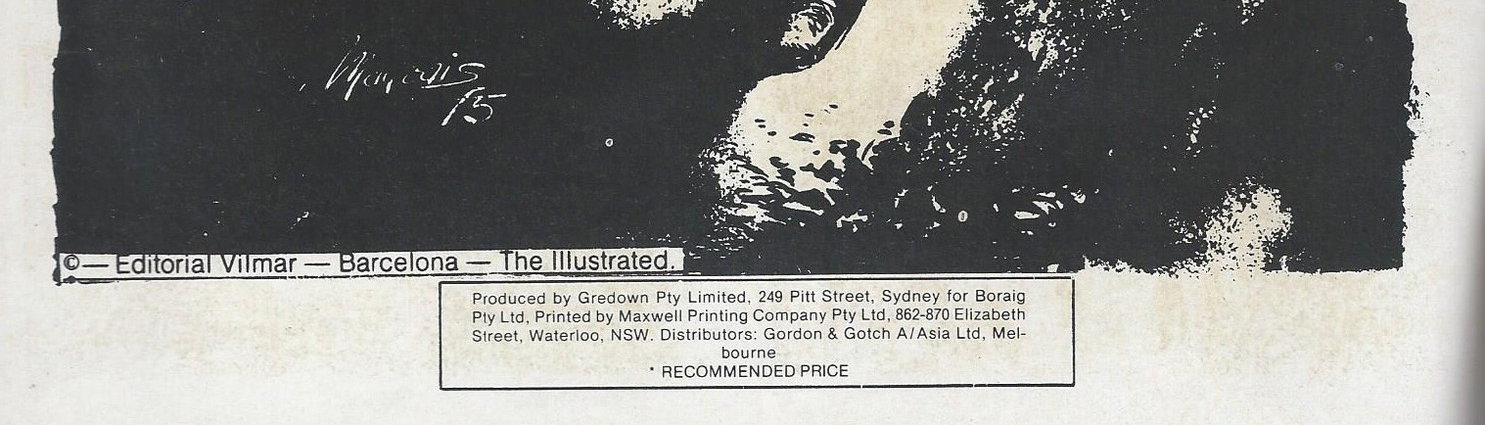 75
©— Editorial Vilmar — Barcelona — The Illustrated.
Produced by Gredown Pty Limited, 249 Pitt Street, Sydney for Boraig
Pty Ltd, Printed by Maxwell Printing Company Pty Ltd, 862-870 Elizabeth
Street, Waterloo, NSW. Distributors: Gordon & Gotch A/Asia Ltd, Mel-
bourne
* RECOMMENDED PRICE